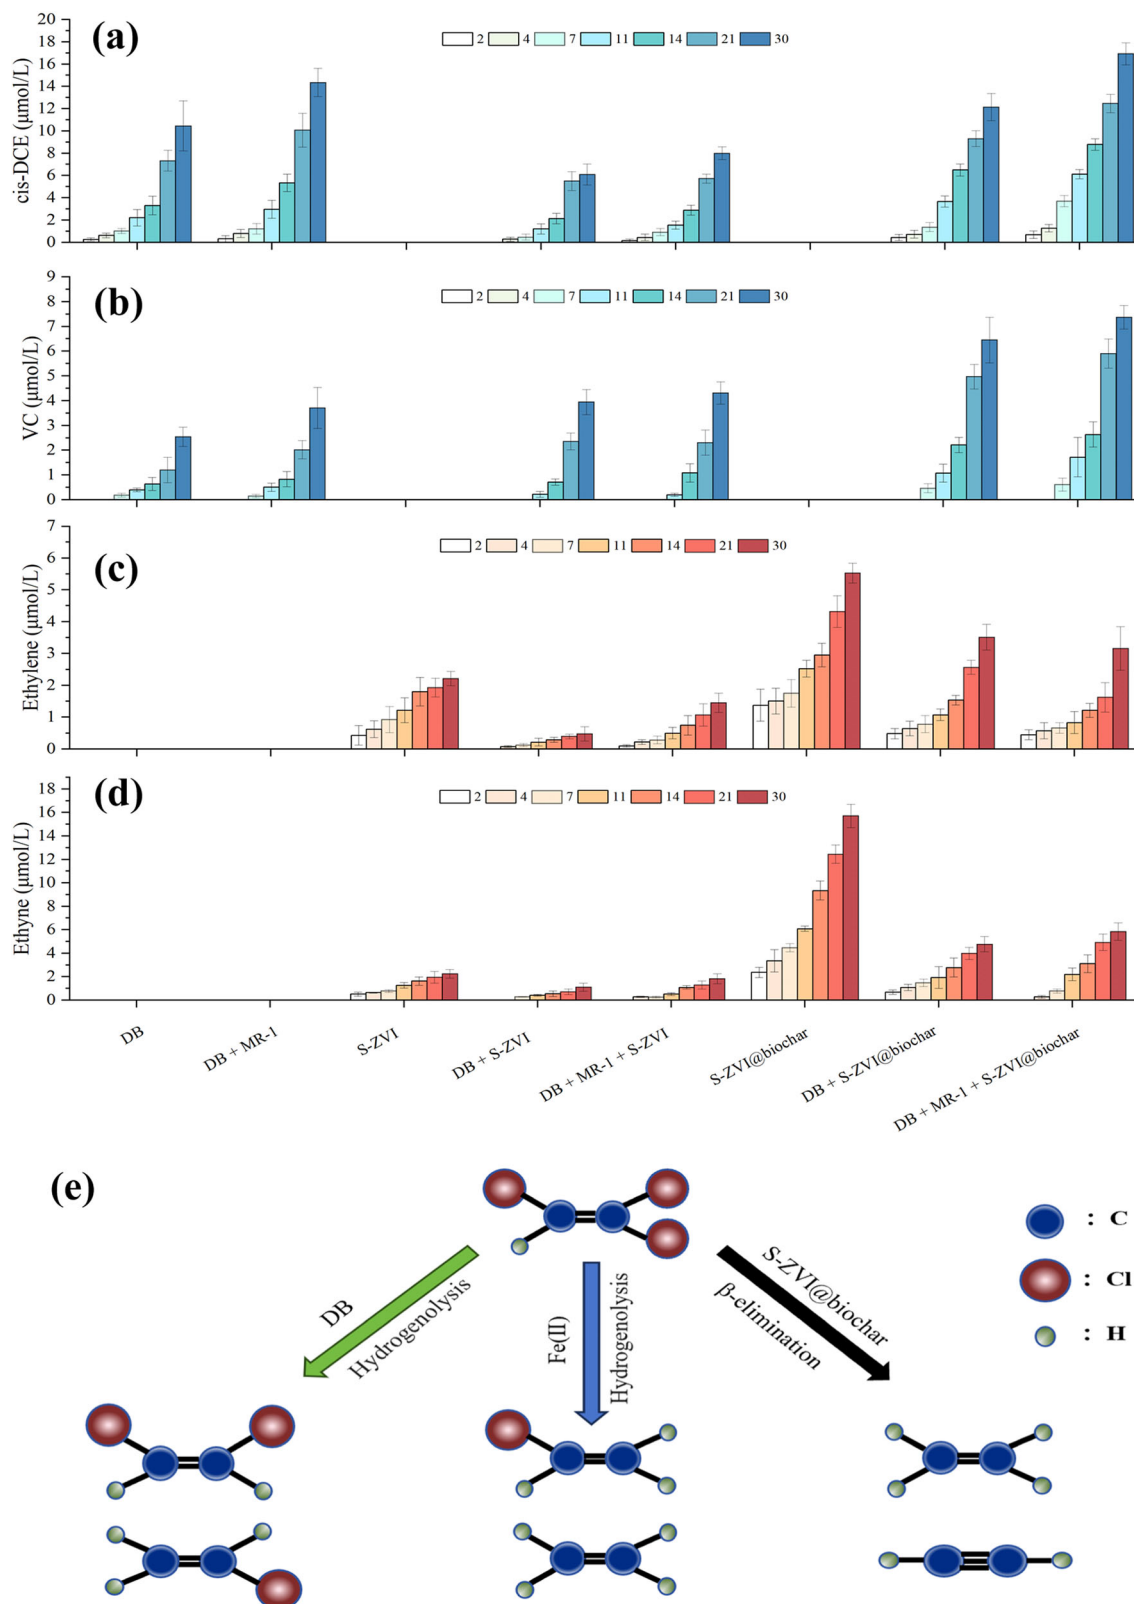 (a)
2 4 7 11 14 21 30
cis-DCE (μmol/L)
20
18
16
14
12
10
8
6
4
2
0
(b)
2 4 7 11 14 21 30
VC (μmol/L)
9
8
7
6
5
4
3
2
1
0
(c)
2 4 7 11 14 21 30
Ethylene (μmol/L)
7
6
5
4
3
2
1
0
(d)
2 4 7 11 14 21 30
Ethyne (μmol/L)
18
16
14
12
10
8
6
4
2
0
DB
DB + MR-1
S-ZVI
DB + S-ZVI
DB + MR-1 + S-ZVI
S-ZVI@biochar
DB + S-ZVI@biochar
DB + MR-1 + S-ZVI@biochar
(e)
: C
: Cl
: H
DB
Hydrogenolysis
Fe(II)
Hydrogenolysis
S-ZVI@biochar
β-elimination